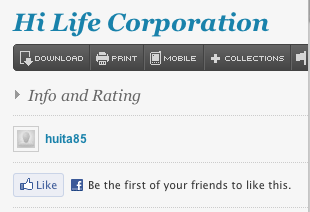 Hi Life Corporation
DOWNLOAD PRINT MOBILE COLLECTIONS
Info and Rating
huita85
Like Be the first of your friends to like this.